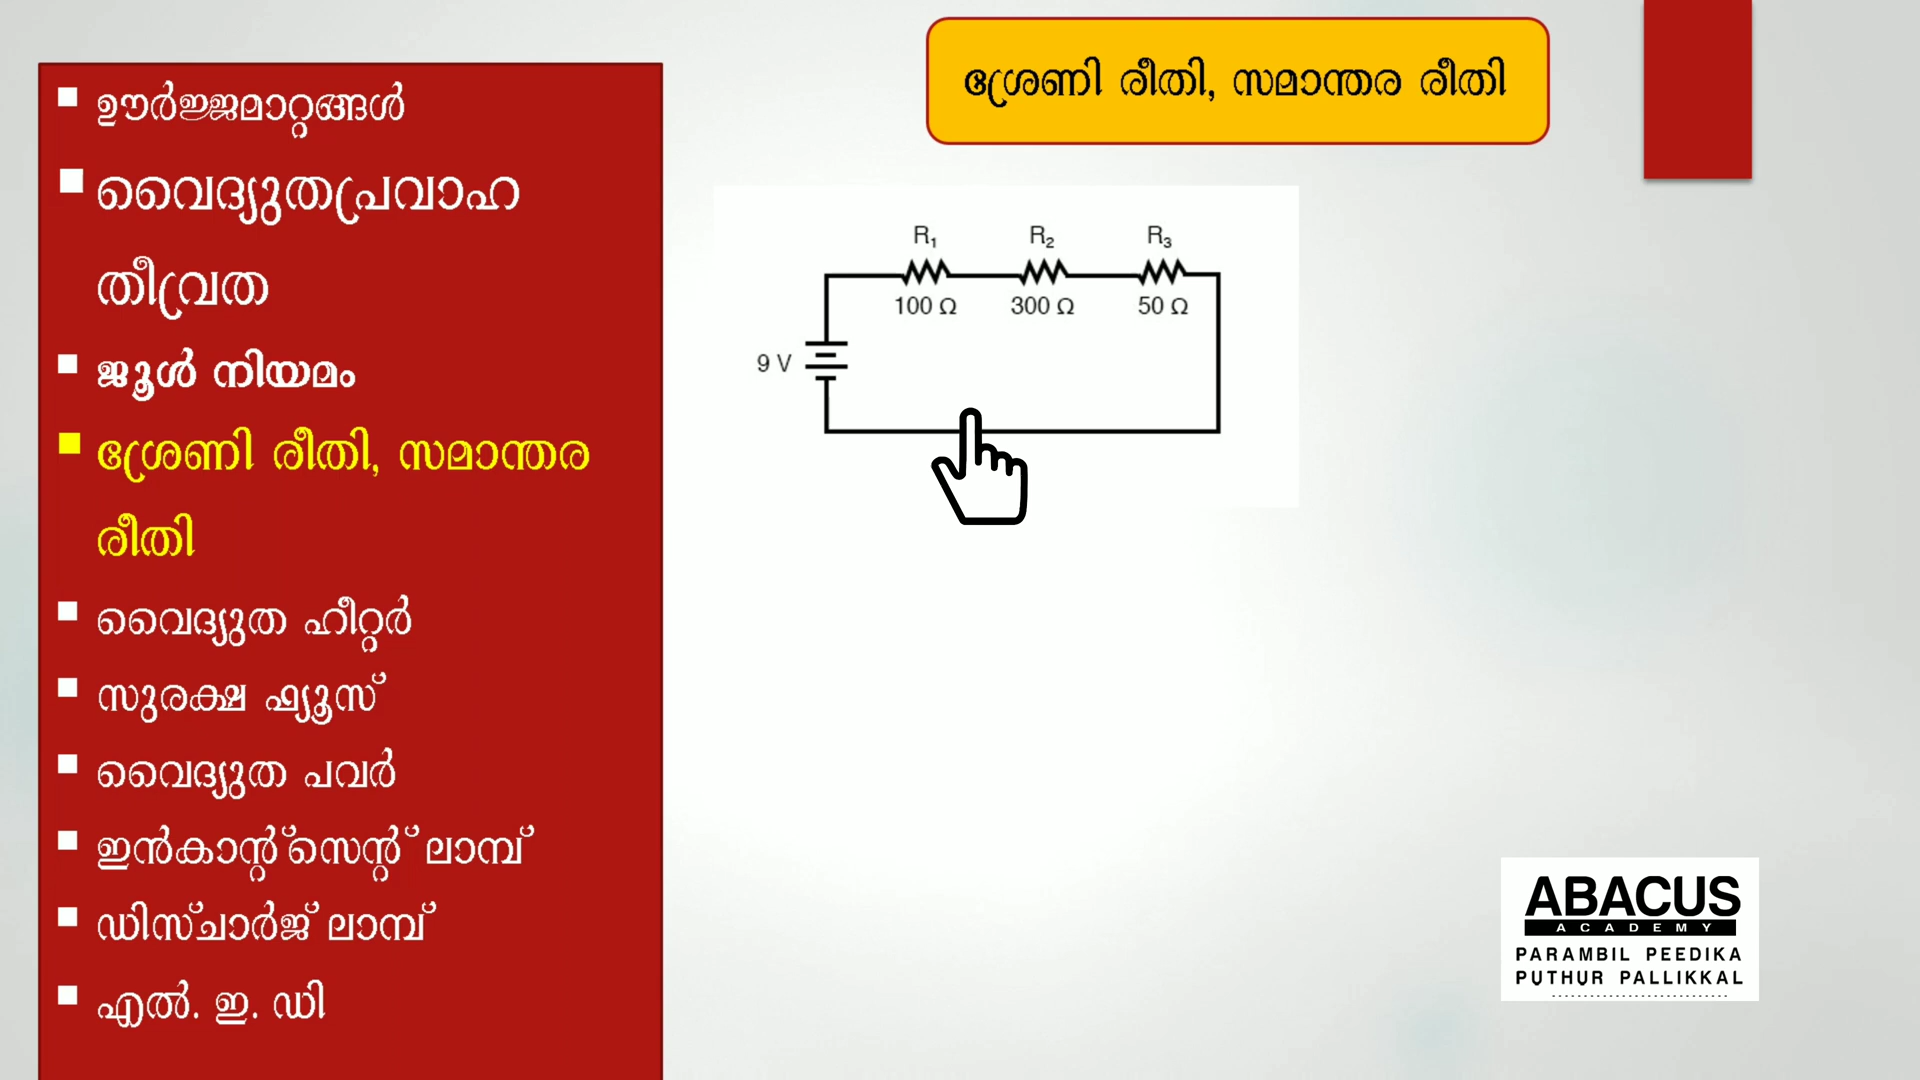 ശ്രേണി രീതി, സമാന്തര രീതി
ഊർജ്ജമാറ്റങ്ങൾ
വൈദ്യുതപ്രവാഹ
തീവ്രത
ജൂൾ നിയമം
ശ്രേണി രീതി, സമാന്തര
രീതി
വൈദ്യുത ഹീറ്റർ
സുരക്ഷ ഫ്യൂസ്
വൈദ്യുത പവർ
ഇൻകാന്റ്സെന്റ് ലാമ്പ്
ഡിസ്ചാർജ് ലാമ്പ്
എൽ. ഇ. ഡി
R₁ R₂ R₃
100 Ω 300 Ω 50 Ω
9 V
ABACUS
ACADEMY
PARAMBIL PEEDIKA
PUTHUR PALLIKKAL